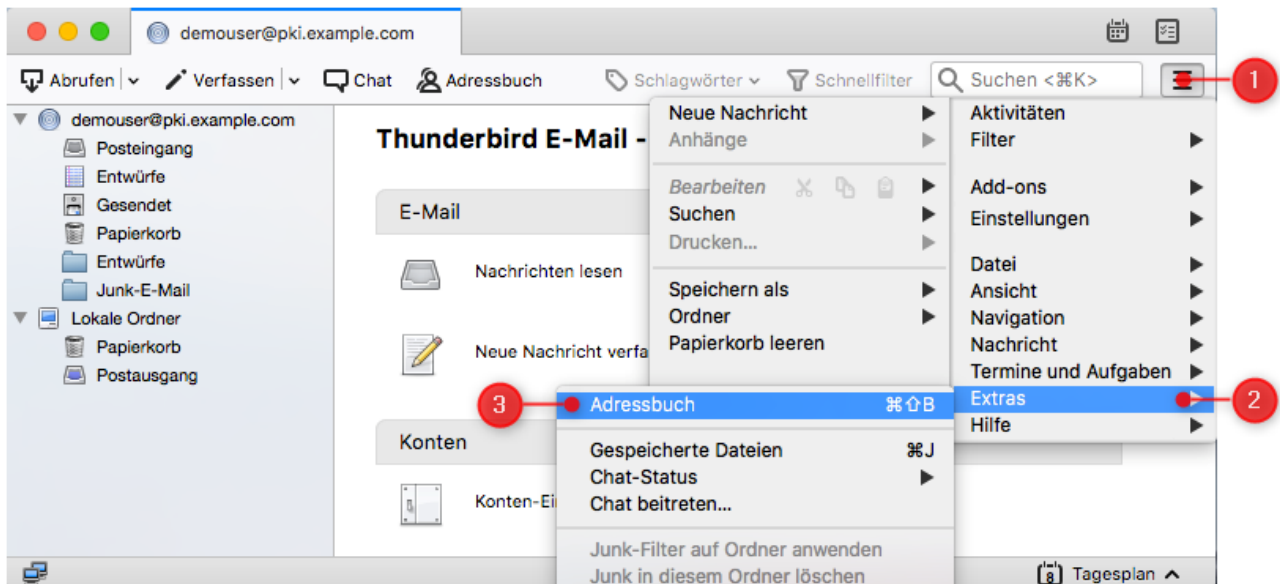 demouser@pki.example.com
Abrufen Verfassen Chat Adressbuch Schlagwörter Schnellfilter Suchen <⌘K> 1
demouser@pki.example.com
Posteingang
Entwürfe
Gesendet
Papierkorb
Entwürfe
Junk-E-Mail
Lokale Ordner
Papierkorb
Postausgang
Thunderbird E-Mail -
E-Mail
Nachrichten lesen
Neue Nachricht verfa
Konten
Konten-Ei
Neue Nachricht
Anhänge
Bearbeiten
Suchen
Drucken...
Speichern als
Ordner
Papierkorb leeren
Aktivitäten
Filter
Add-ons
Einstellungen
Datei
Ansicht
Navigation
Nachricht
Termine und Aufgaben
Extras 2
Hilfe
3 Adressbuch ⌘⇧B
Gespeicherte Dateien ⌘J
Chat-Status
Chat beitreten...
Junk-Filter auf Ordner anwenden
Junk in diesem Ordner löschen
8 Tagesplan